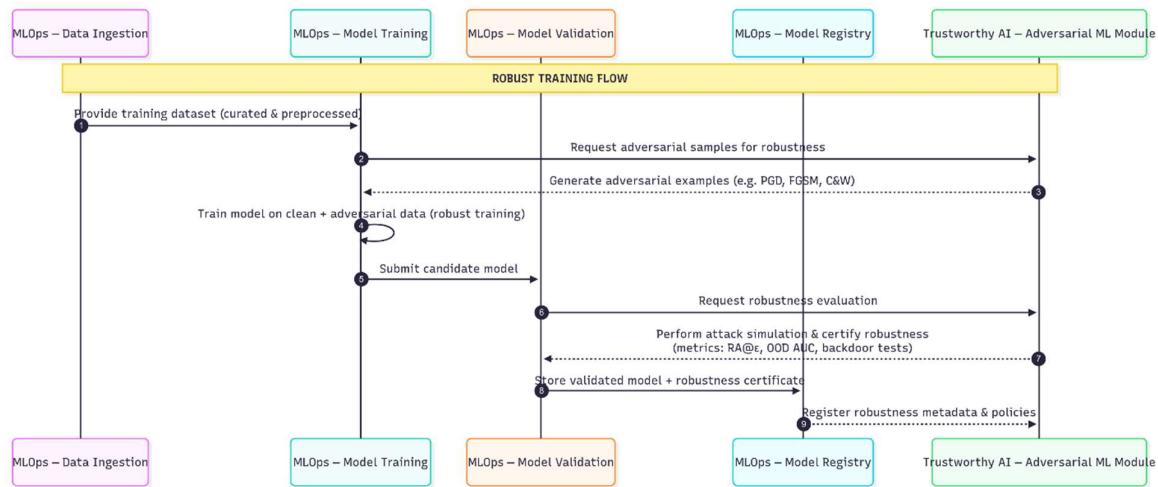 MLOps – Data Ingestion
MLOps – Model Training
MLOps – Model Validation
MLOps – Model Registry
Trustworthy AI – Adversarial ML Module
ROBUST TRAINING FLOW
Provide training dataset (curated & preprocessed)
1
Request adversarial samples for robustness
2
Generate adversarial examples (e.g. PGD, FGSM, C&W)
3
Train model on clean + adversarial data (robust training)
4
Submit candidate model
5
Request robustness evaluation
6
Perform attack simulation & certify robustness
(metrics: RA@ε, OOD AUC, backdoor tests)
7
Store validated model + robustness certificate
8
Register robustness metadata & policies
9
MLOps – Data Ingestion
MLOps – Model Training
MLOps – Model Validation
MLOps – Model Registry
Trustworthy AI – Adversarial ML Module